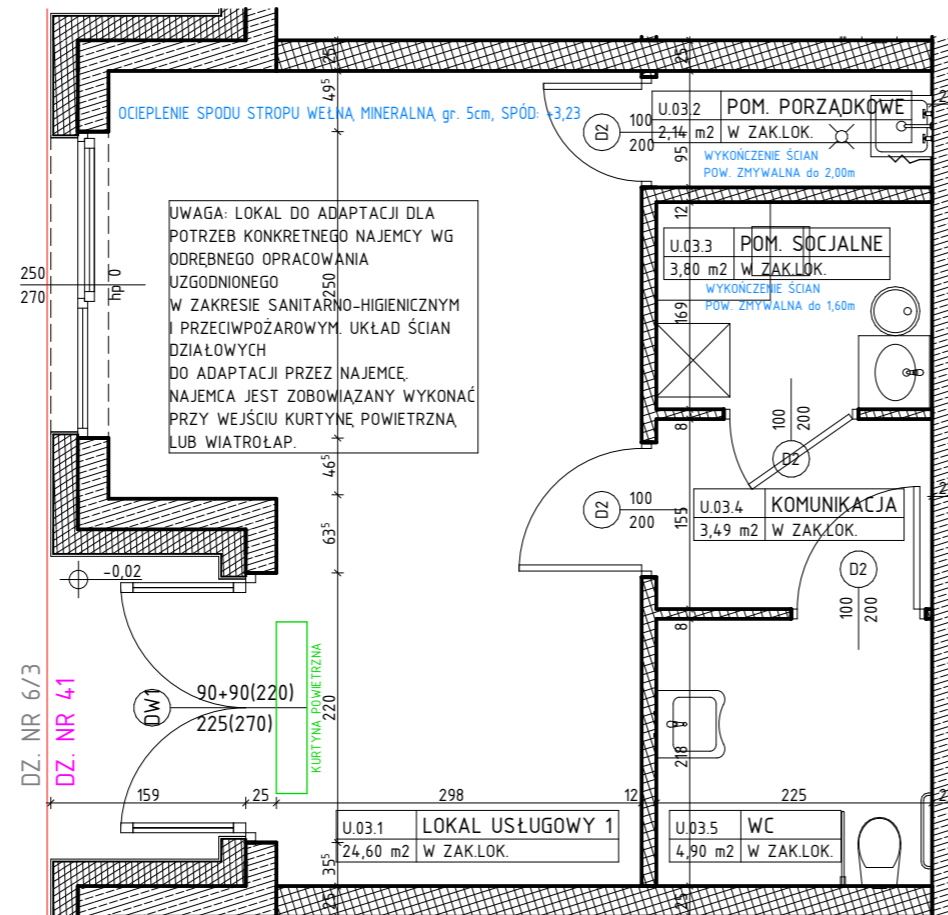 OCIEPLENIE SPODU STROPU WEŁNĄ MINERALNĄ gr. 5cm, SPÓD: +3,23
UWAGA: LOKAL DO ADAPTACJI DLA
POTRZEB KONKRETNEGO NAJEMCY WG
ODRĘBNEGO OPRACOWANIA
UZGODNIONEGO
W ZAKRESIE SANITARNO-HIGIENICZNYM
I PRZECIWPOŻAROWYM. UKŁAD ŚCIAN
DZIAŁOWYCH
DO ADAPTACJI PRZEZ NAJEMCĘ.
NAJEMCA JEST ZOBOWIĄZANY WYKONAĆ
PRZY WEJŚCIU KURTYNĘ POWIETRZNĄ
LUB WIATROŁAP.
25
49⁵
250
46⁵
63⁵
220
35⁵
25
250
270
hp 0
-0,02
DZ. NR 6/3
DZ. NR 41
DW1
90+90(220)
225(270)
KURTYNA POWIETRZNA
159
25
298
12
225
U.03.1 LOKAL USŁUGOWY 1
24,60 m2 W ZAK.LOK.
D2
100
200
U.03.2 POM. PORZĄDKOWE
2,14 m2 W ZAK.LOK.
WYKOŃCZENIE ŚCIAN
POW. ZMYWALNA do 2,00m
25
95
12
U.03.3 POM. SOCJALNE
3,80 m2 W ZAK.LOK.
WYKOŃCZENIE ŚCIAN
POW. ZMYWALNA do 1,60m
169
8
100
200
D2
D2
100
200
U.03.4 KOMUNIKACJA
3,49 m2 W ZAK.LOK.
155
D2
100
200
8
218
U.03.5 WC
4,90 m2 W ZAK.LOK.
25